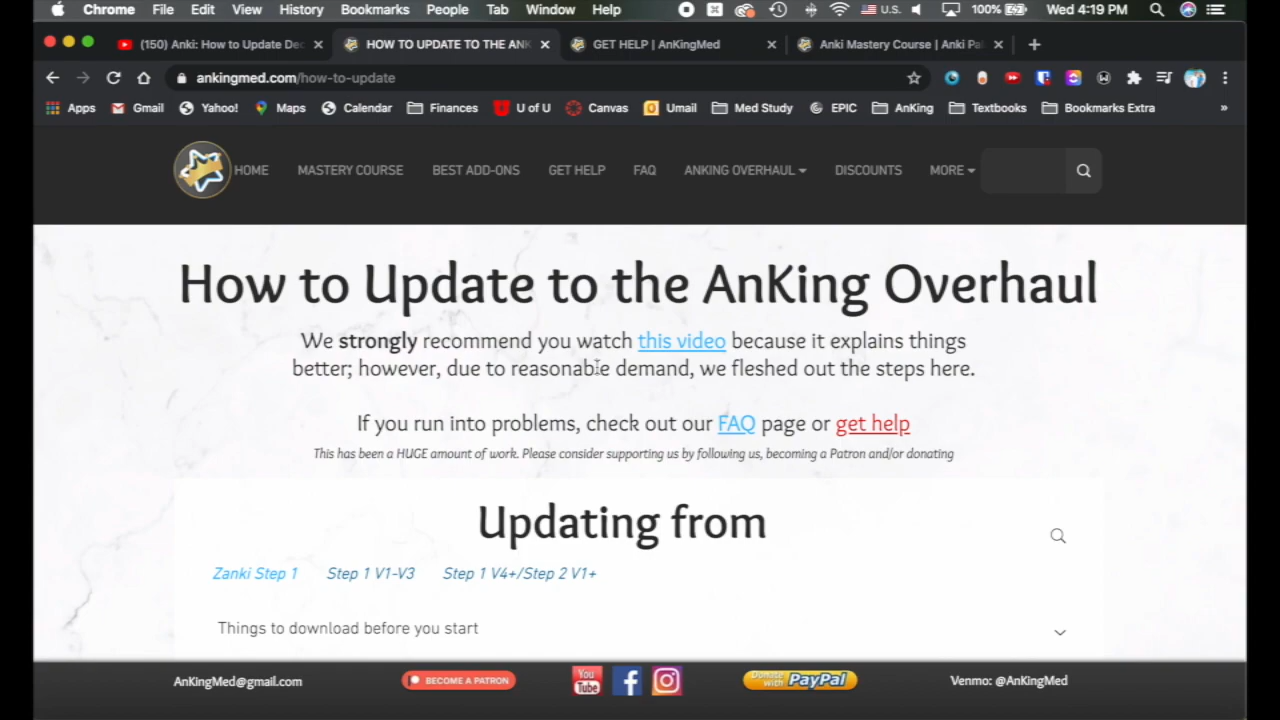 Chrome File Edit View History Bookmarks People Tab Window Help U.S. 100% Wed 4:19 PM
(150) Anki: How to Update Dec HOW TO UPDATE TO THE ANK GET HELP | AnKingMed Anki Mastery Course | Anki Pal
ankingmed.com/how-to-update
Apps Gmail Yahoo! Maps Calendar Finances U of U Canvas Umail Med Study EPIC AnKing Textbooks Bookmarks Extra »
HOME MASTERY COURSE BEST ADD-ONS GET HELP FAQ ANKING OVERHAUL DISCOUNTS MORE
How to Update to the AnKing Overhaul
We strongly recommend you watch this video because it explains things
better; however, due to reasonable demand, we fleshed out the steps here.
If you run into problems, check out our FAQ page or get help
This has been a HUGE amount of work. Please consider supporting us by following us, becoming a Patron and/or donating
Updating from
Zanki Step 1 Step 1 V1-V3 Step 1 V4+/Step 2 V1+
Things to download before you start
AnKingMed@gmail.com BECOME A PATRON You Tube Donate with PayPal Venmo: @AnKingMed